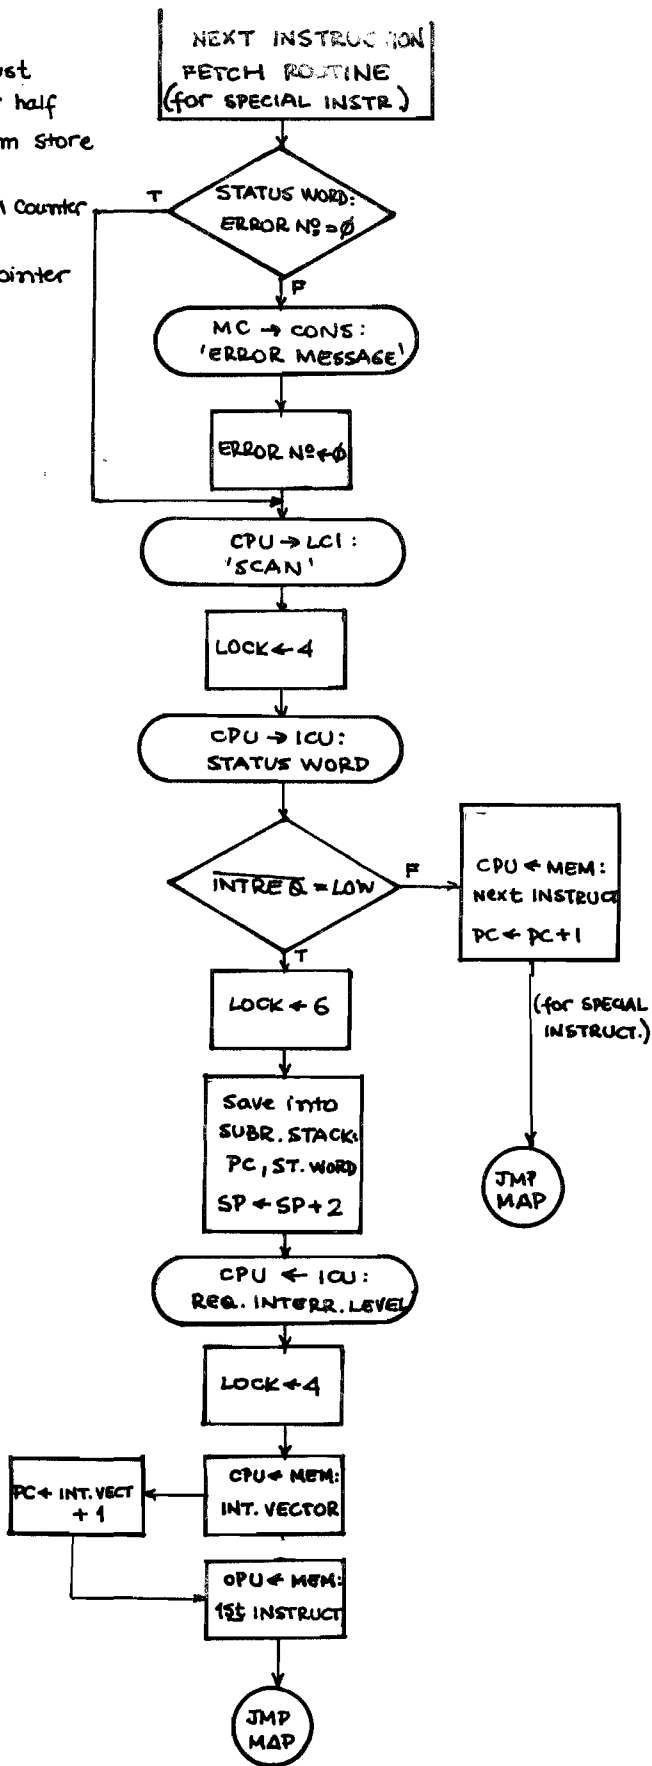 NEXT INSTRUCTION
FETCH ROUTINE
(for SPECIAL INSTR.)
ust
half
m store
Counter
ointer
STATUS WORD:
ERROR Nº=Ø
T
F
MC → CONS:
'ERROR MESSAGE'
ERROR Nº←Ø
CPU → LCI:
'SCAN'
LOCK←4
CPU → ICU:
STATUS WORD
INTREQ = LOW
F
T
CPU ← MEM:
Next INSTRUCT
PC ← PC+1
(for SPECIAL
INSTRUCT.)
JMP
MAP
LOCK ← 6
Save into
SUBR. STACK:
PC, ST. WORD
SP ← SP+2
CPU ← ICU:
REQ. INTERR. LEVEL
LOCK←4
CPU ← MEM:
INT. VECTOR
PC ← INT. VECT
+ 1
CPU ← MEM:
1st INSTRUCT
JMP
MAP